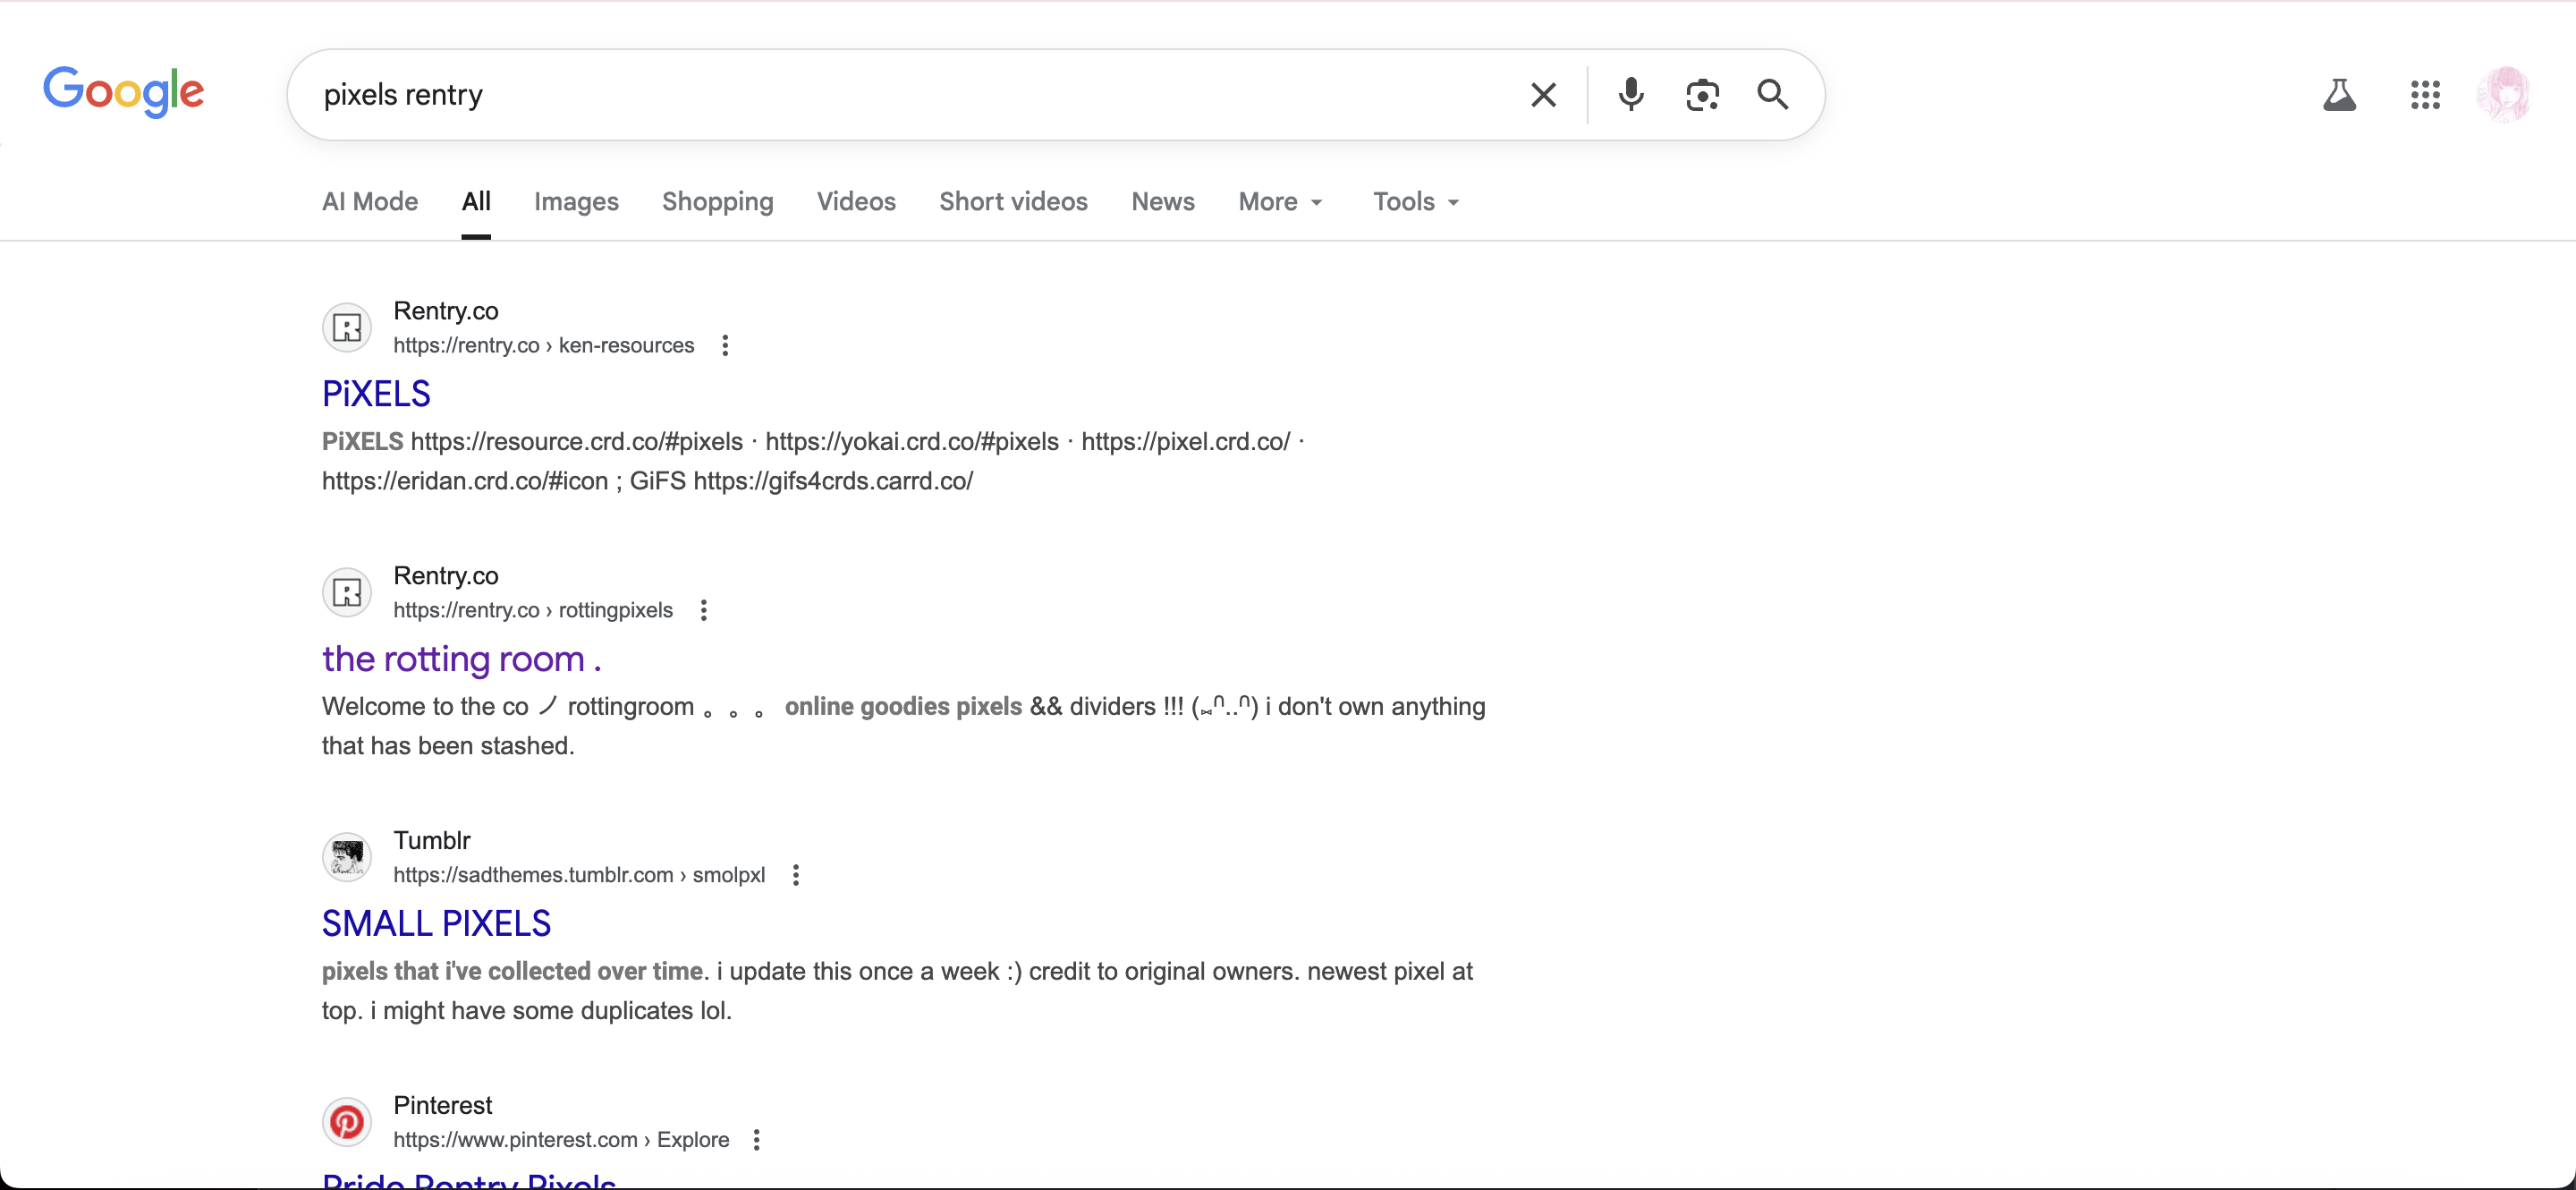 Google
pixels rentry
AI Mode All Images Shopping Videos Short videos News More Tools
Rentry.co
https://rentry.co › ken-resources
PiXELS
PiXELS https://resource.crd.co/#pixels · https://yokai.crd.co/#pixels · https://pixel.crd.co/ ·
https://eridan.crd.co/#icon ; GiFS https://gifs4crds.carrd.co/
Rentry.co
https://rentry.co › rottingpixels
the rotting room .
Welcome to the co ノ rottingroom 。。。 online goodies pixels && dividers !!! (⑅ᐢ..ᐢ) i don't own anything
that has been stashed.
Tumblr
https://sadthemes.tumblr.com › smolpxl
SMALL PIXELS
pixels that i've collected over time. i update this once a week :) credit to original owners. newest pixel at
top. i might have some duplicates lol.
Pinterest
https://www.pinterest.com › Explore
Pride Rentry Pixels